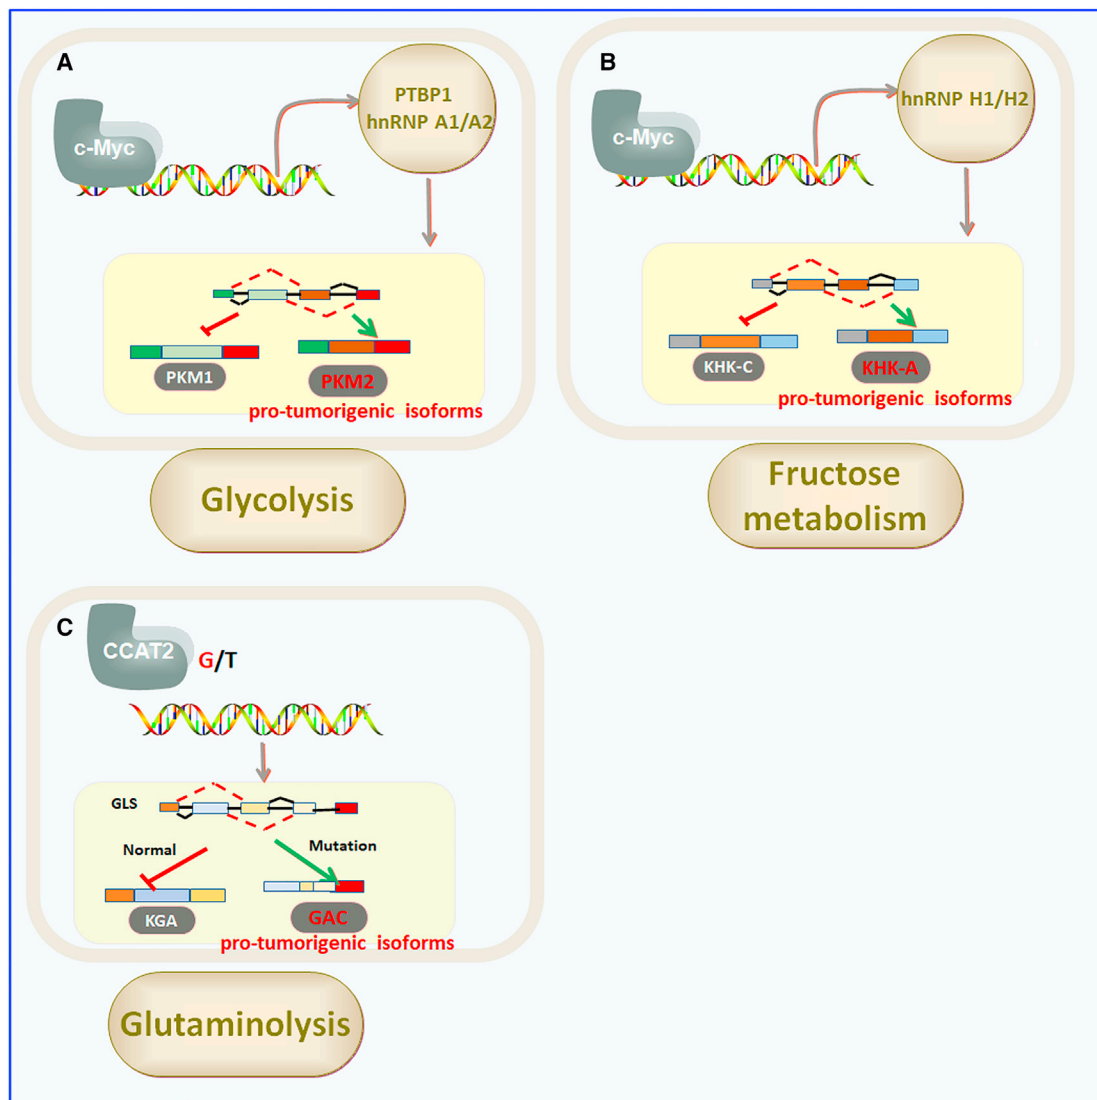 A
c-Myc
PTBP1
hnRNP A1/A2
PKM1
PKM2
pro-tumorigenic isoforms
Glycolysis
B
c-Myc
hnRNP H1/H2
KHK-C
KHK-A
pro-tumorigenic isoforms
Fructose
metabolism
C
CCAT2
G/T
GLS
Normal
Mutation
KGA
GAC
pro-tumorigenic isoforms
Glutaminolysis